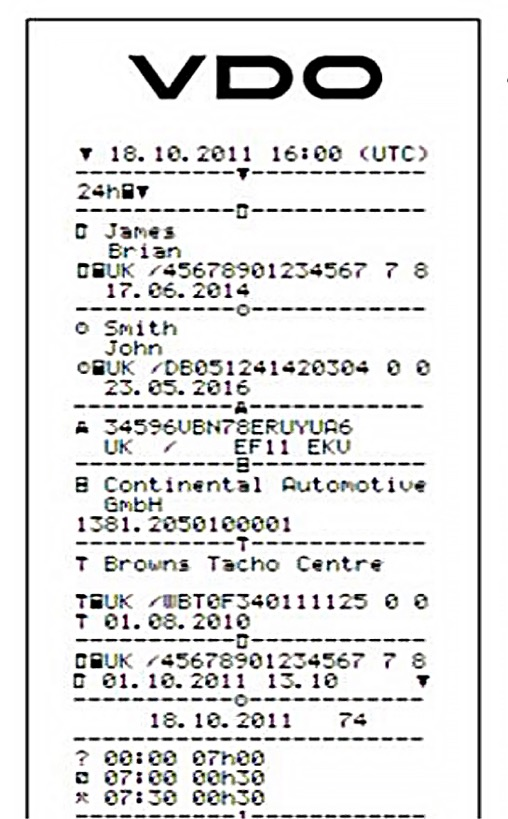 VDO
▼ 18.10.2011 16:00 (UTC)
24h▼
James
Brian
UK /45678901234567 7 8
17.06.2014
Smith
John
UK /DB051241420304 0 0
23.05.2016
A 34596VBN78ERUYUA6
UK / EF11 EKV
B Continental Automotive
GmbH
1381.2050100001
T Browns Tacho Centre
UK /WBT0F340111125 0 0
T 01.08.2010
UK /45678901234567 7 8
01.10.2011 13.10 ▼
18.10.2011 74
? 00:00 07h00
07:00 00h30
07:30 00h30
1